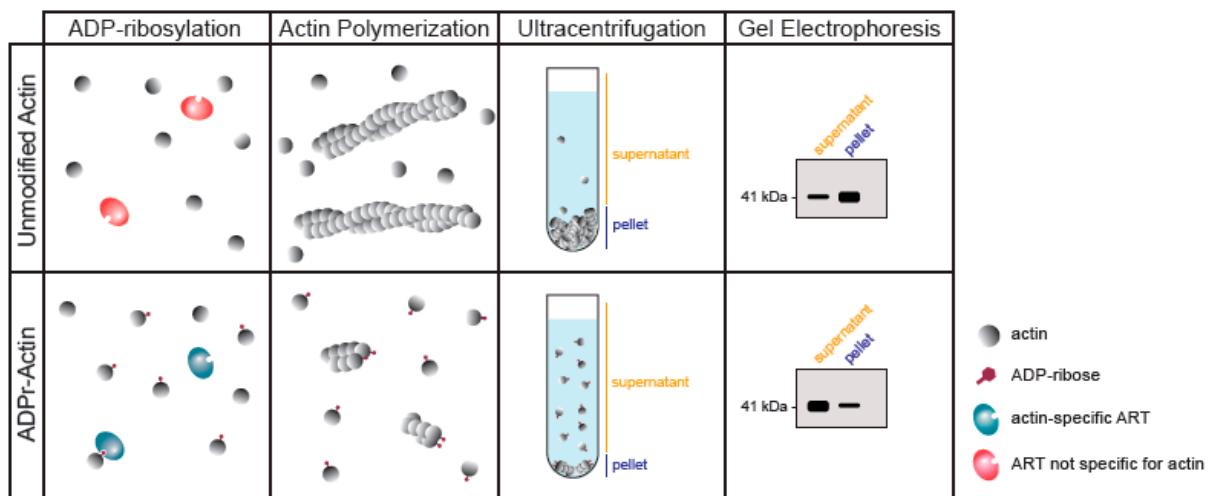 ADP-ribosylation
Actin Polymerization
Ultracentrifugation
Gel Electrophoresis
Unmodified Actin
supernatant
pellet
supernatant
pellet
41 kDa
ADPr-Actin
supernatant
pellet
supernatant
pellet
41 kDa
actin
ADP-ribose
actin-specific ART
ART not specific for actin